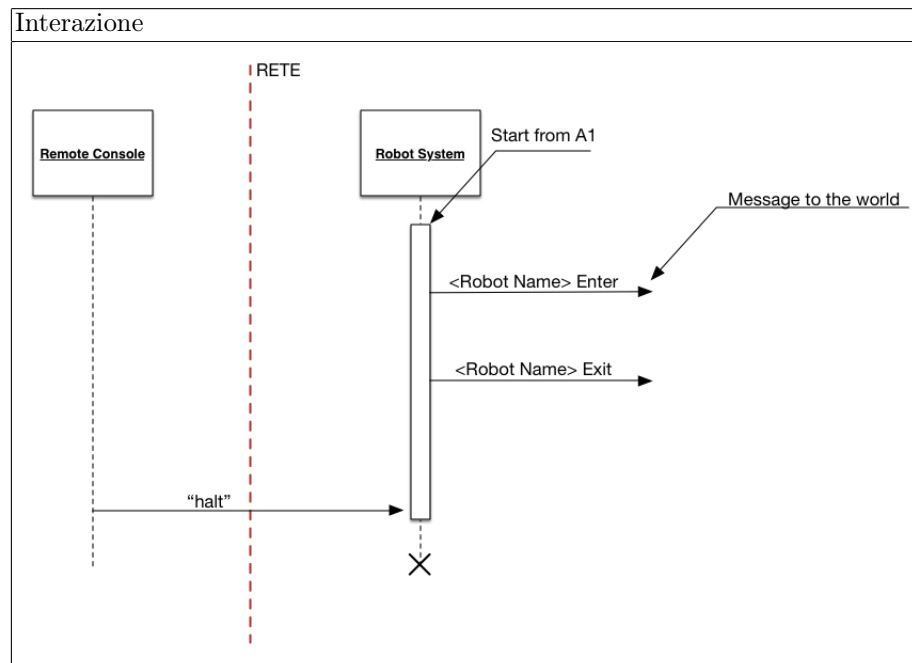 Interazione
RETE
Remote Console
Robot System
Start from A1
Message to the world
<Robot Name> Enter
<Robot Name> Exit
“halt”